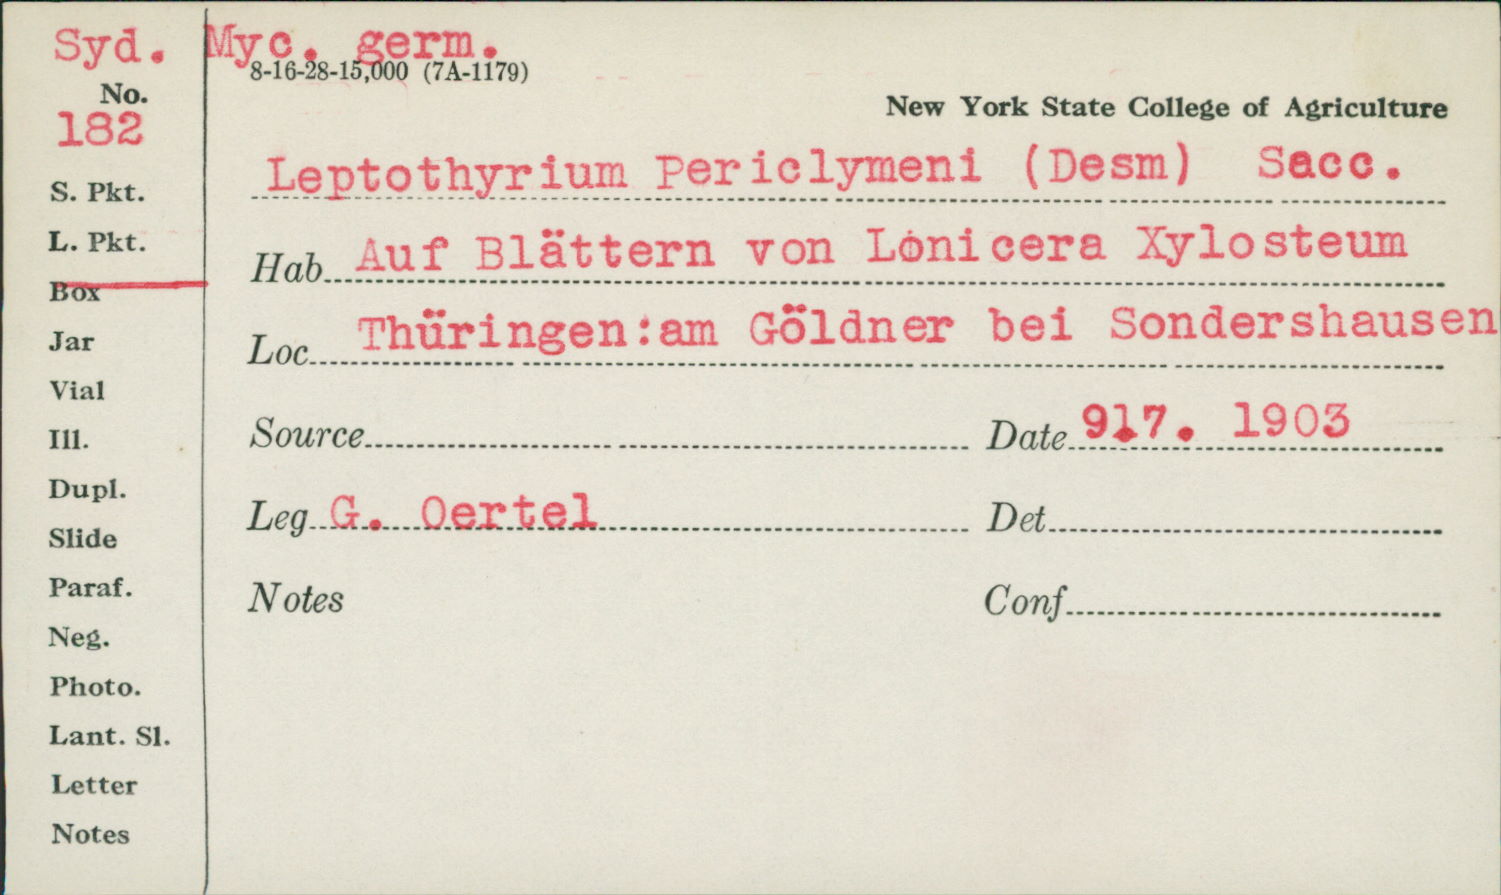 Syd. Myc. germ.
8-16-28-15,000 (7A-1179)
No.
182
New York State College of Agriculture
Leptothyrium Periclymeni (Desm) Sacc.
S. Pkt.
L. Pkt.
Hab Auf Blättern von Lonicera Xylosteum
Box
Loc Thüringen:am Göldner bei Sondershausen
Jar
Vial
Ill.
Source
Date 9.7. 1903
Dupl.
Leg G. Oertel
Det
Slide
Paraf.
Notes
Conf
Neg.
Photo.
Lant. Sl.
Letter
Notes